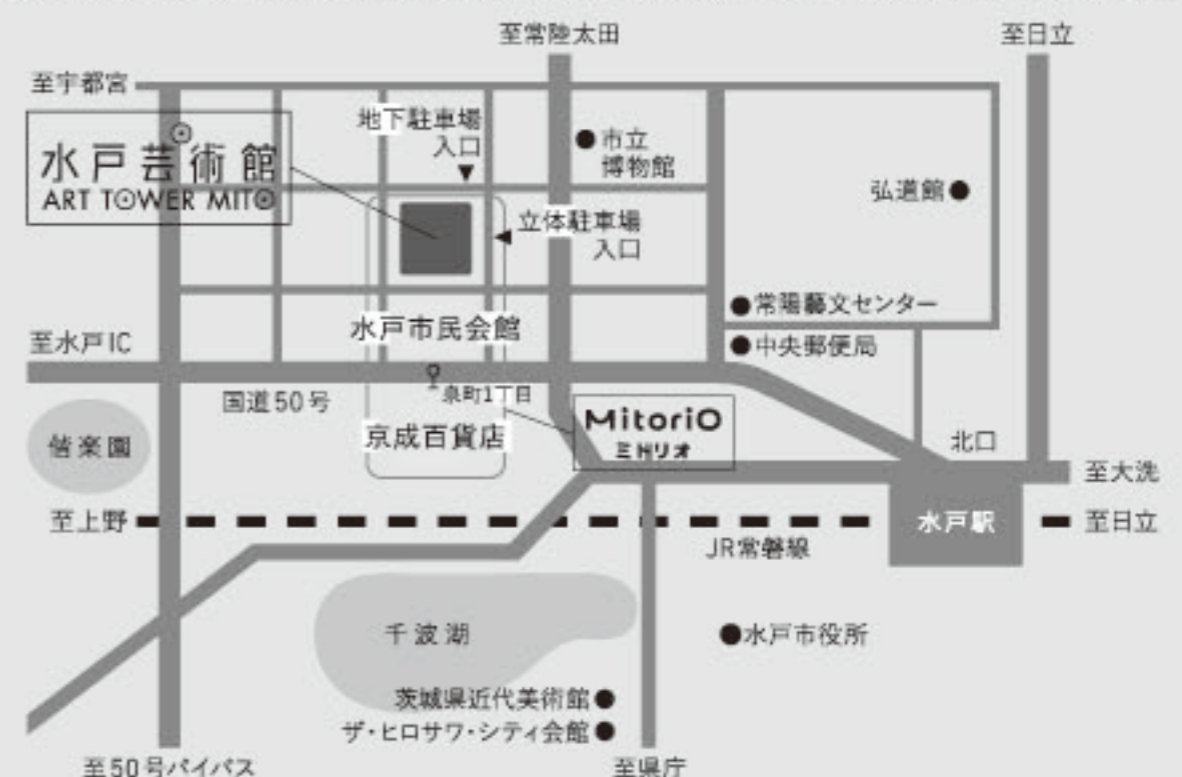 至常陸太田
至日立
至宇都宮
水戸芸術館
ART TOWER MITO
地下駐車場
入口
市立
博物館
弘道館
立体駐車場
入口
常陽藝文センター
水戸市民会館
至水戸IC
中央郵便局
国道50号
泉町1丁目
MitoriO
ミトリオ
京成百貨店
偕楽園
北口
至大洗
至上野
水戸駅
至日立
JR常磐線
千波湖
水戸市役所
茨城県近代美術館
ザ・ヒロサワ・シティ会館
至50号バイパス
至県庁